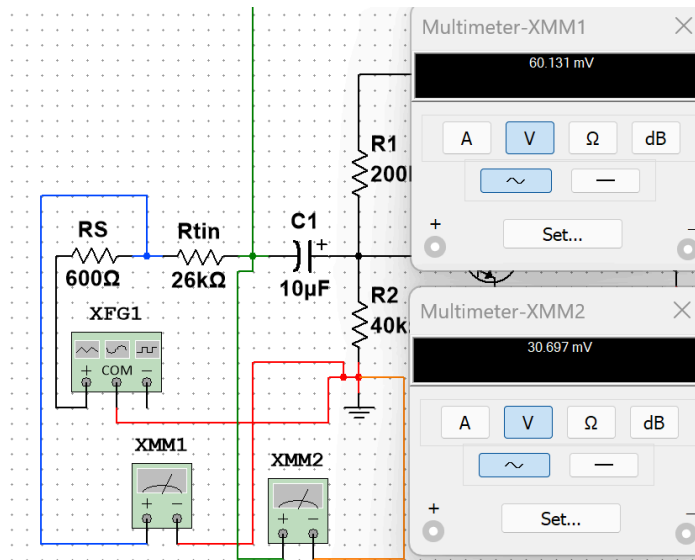 Multimeter-XMM1
60.131 mV
A
V
Ω
dB
+
Set...
R1
RS
Rtin
C1
+
600Ω
26kΩ
10µF
R2
XFG1
COM
+
−
XMM1
XMM2
+
−
+
−
Multimeter-XMM2
30.697 mV
A
V
Ω
dB
+
Set...